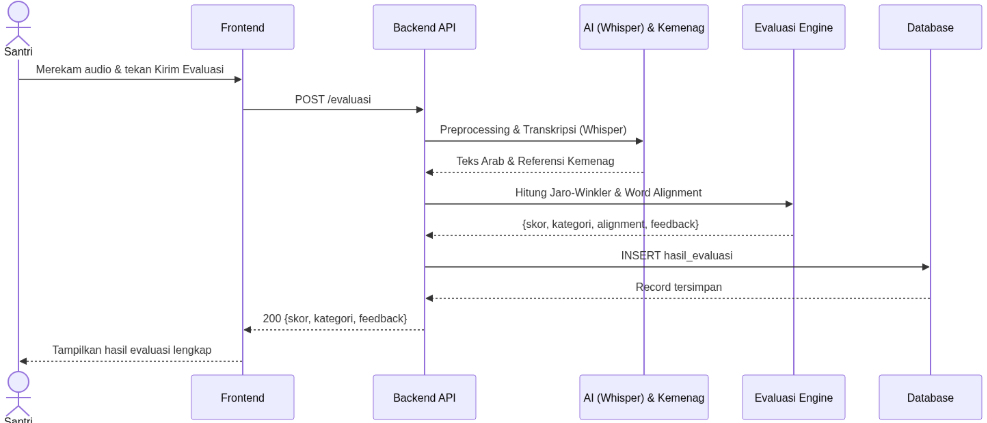 Santri
Frontend
Backend API
AI (Whisper) & Kemenag
Evaluasi Engine
Database
Merekam audio & tekan Kirim Evaluasi
POST /evaluasi
Preprocessing & Transkripsi (Whisper)
Teks Arab & Referensi Kemenag
Hitung Jaro-Winkler & Word Alignment
{skor, kategori, alignment, feedback}
INSERT hasil_evaluasi
Record tersimpan
200 {skor, kategori, feedback}
Tampilkan hasil evaluasi lengkap
Santri
Frontend
Backend API
AI (Whisper) & Kemenag
Evaluasi Engine
Database